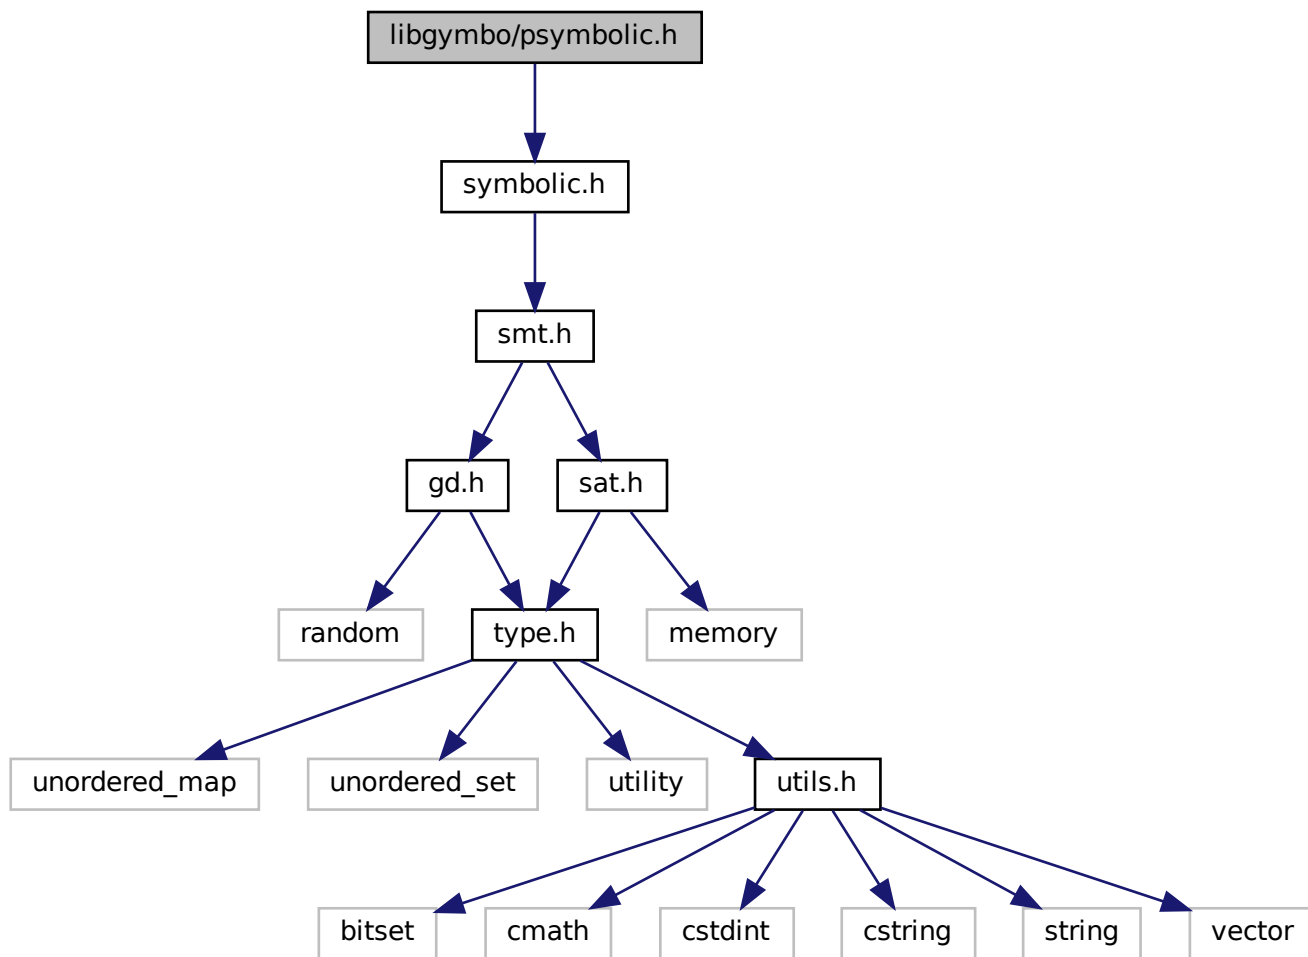 libgymbo/psymbolic.h
symbolic.h
smt.h
gd.h
sat.h
random
type.h
memory
unordered_map
unordered_set
utility
utils.h
bitset
cmath
cstdint
cstring
string
vector